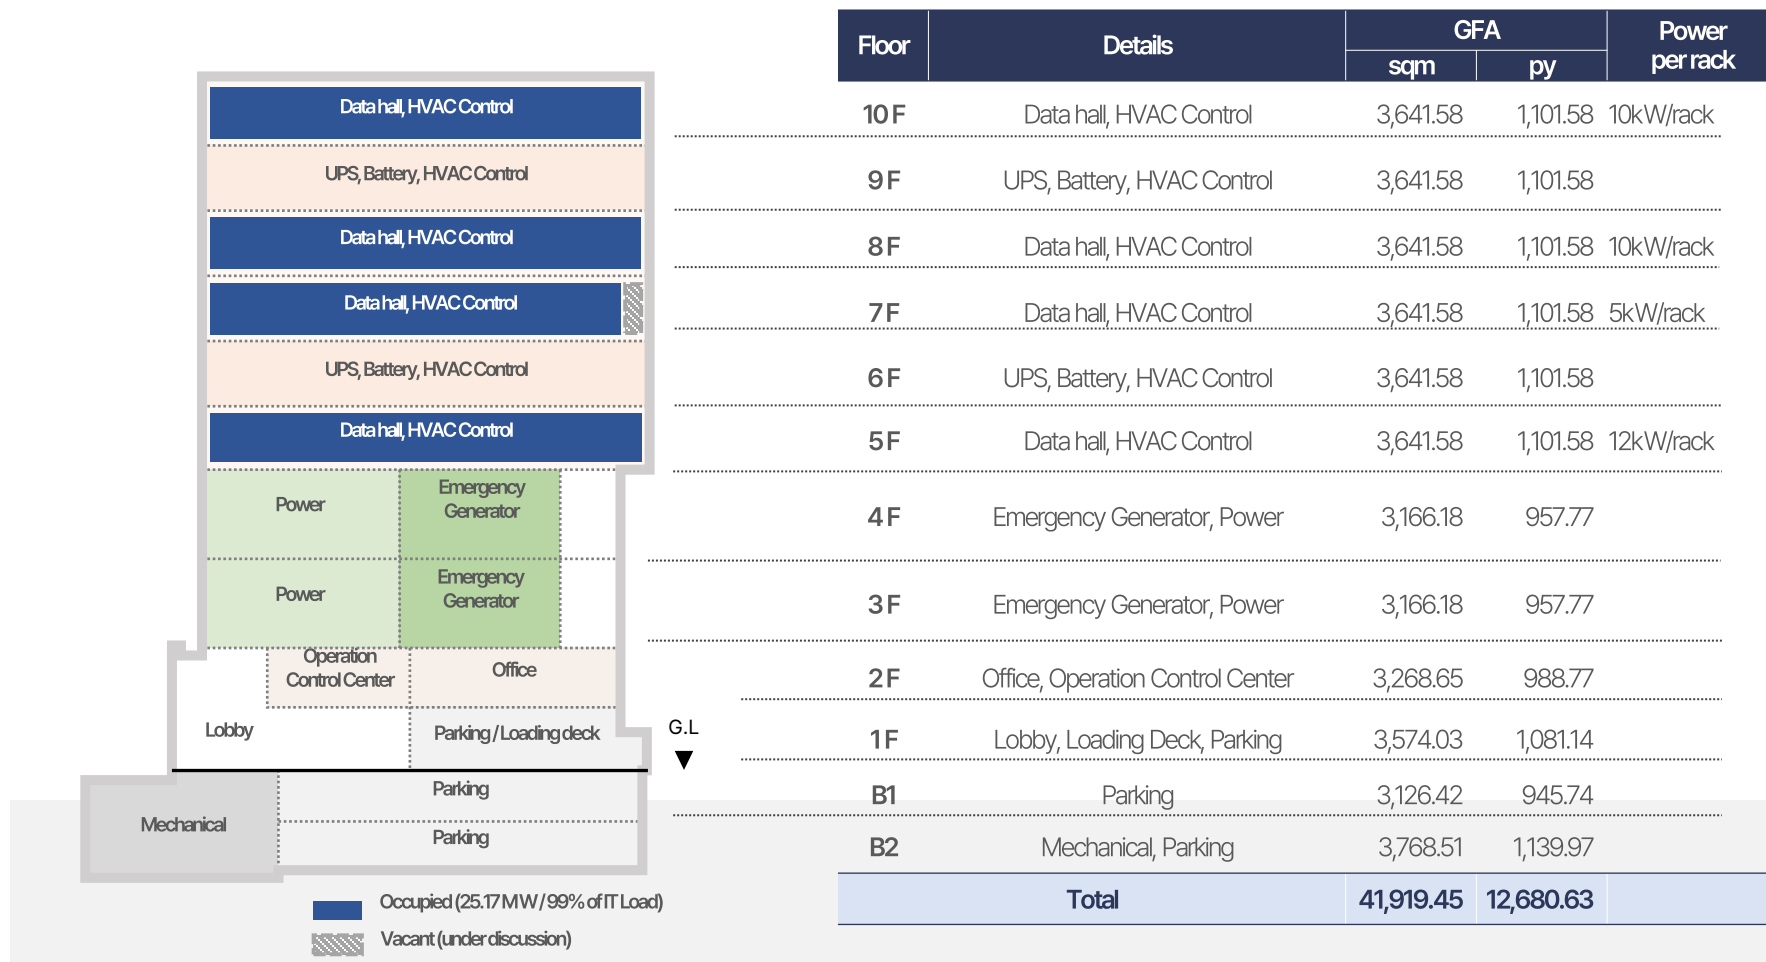 Data hall, HVAC Control
UPS, Battery, HVAC Control
Data hall, HVAC Control
Data hall, HVAC Control
UPS, Battery, HVAC Control
Data hall, HVAC Control
Power
Emergency
Generator
Power
Emergency
Generator
Operation
Control Center
Office
Lobby
Parking / Loading deck
G.L
Mechanical
Parking
Parking
Occupied (25.17 MW / 99% of IT Load)
Vacant (under discussion)
Floor Details GFA Power per rack
sqm py
10 F Data hall, HVAC Control 3,641.58 1,101.58 10kW/rack
9 F UPS, Battery, HVAC Control 3,641.58 1,101.58
8 F Data hall, HVAC Control 3,641.58 1,101.58 10kW/rack
7 F Data hall, HVAC Control 3,641.58 1,101.58 5kW/rack
6 F UPS, Battery, HVAC Control 3,641.58 1,101.58
5 F Data hall, HVAC Control 3,641.58 1,101.58 12kW/rack
4 F Emergency Generator, Power 3,166.18 957.77
3 F Emergency Generator, Power 3,166.18 957.77
2 F Office, Operation Control Center 3,268.65 988.77
1 F Lobby, Loading Deck, Parking 3,574.03 1,081.14
B1 Parking 3,126.42 945.74
B2 Mechanical, Parking 3,768.51 1,139.97
Total 41,919.45 12,680.63